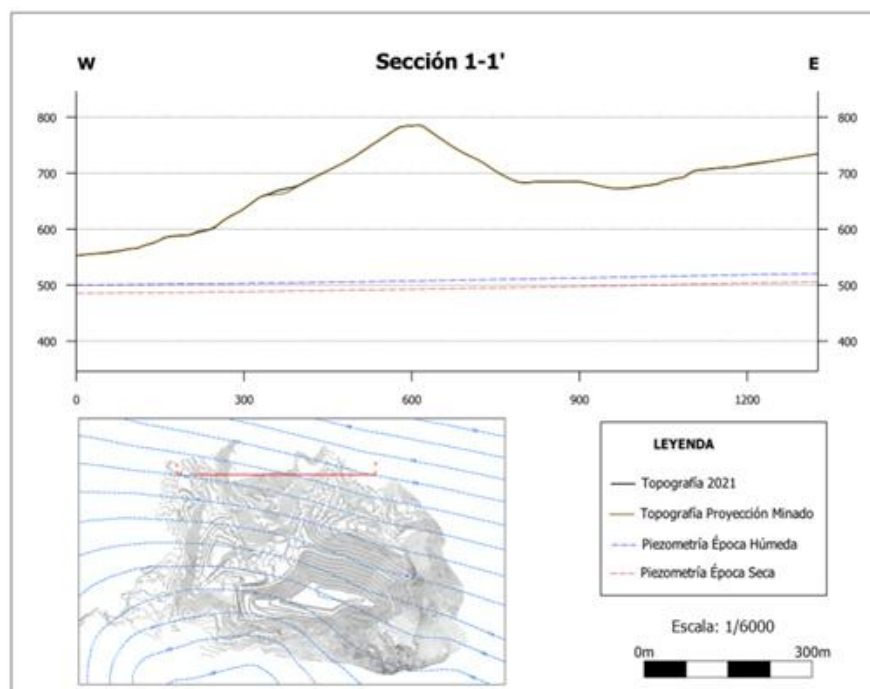 Sección 1-1'
W
E
800
800
700
700
600
600
500
500
400
400
0
300
600
900
1200
LEYENDA
Topografía 2021
Topografía Proyección Minado
Piezometría Época Húmeda
Piezometría Época Seca
Escala: 1/6000
0m
300m